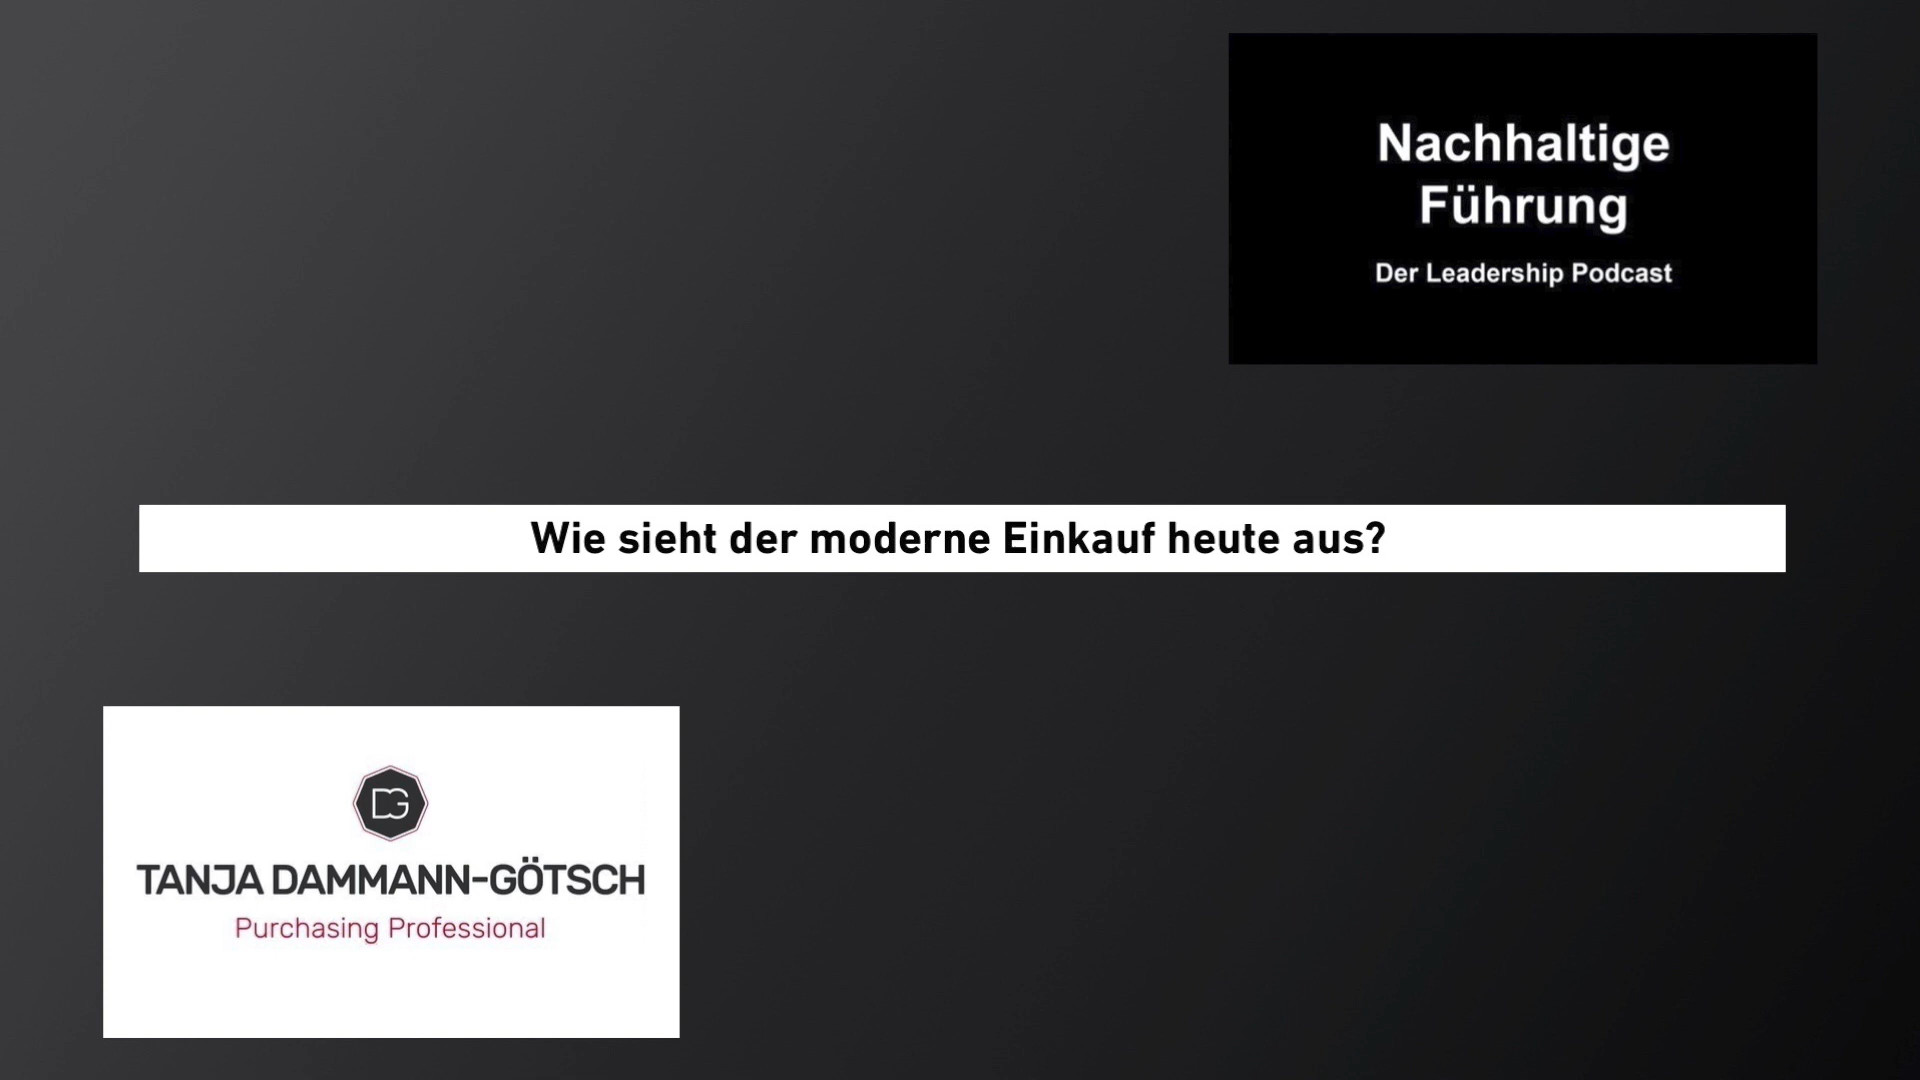 Nachhaltige
Führung
Der Leadership Podcast
Wie sieht der moderne Einkauf heute aus?
DG
TANJA DAMMANN-GÖTSCH
Purchasing Professional